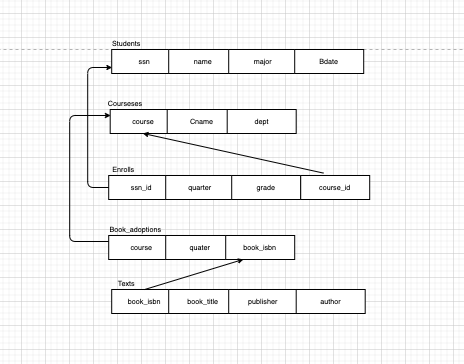 Students
ssn name major Bdate
Courseses
course Cname dept
Enrolls
ssn_id quarter grade course_id
Book_adoptions
course quater book_isbn
Texts
book_isbn book_title publisher author